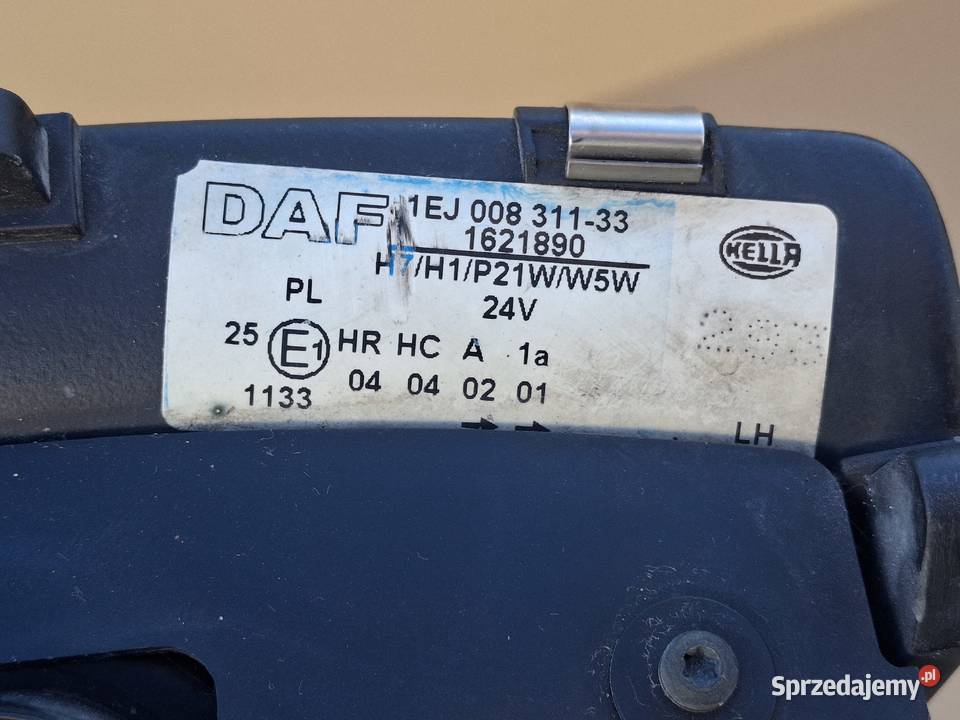 DAF 1EJ 008 311-33
1621890
HELLA
H7/H1/P21W/W5W
PL
24V
25 E1 HR HC A 1a
1133 04 04 02 01
LH
Sprzedajemy.pl